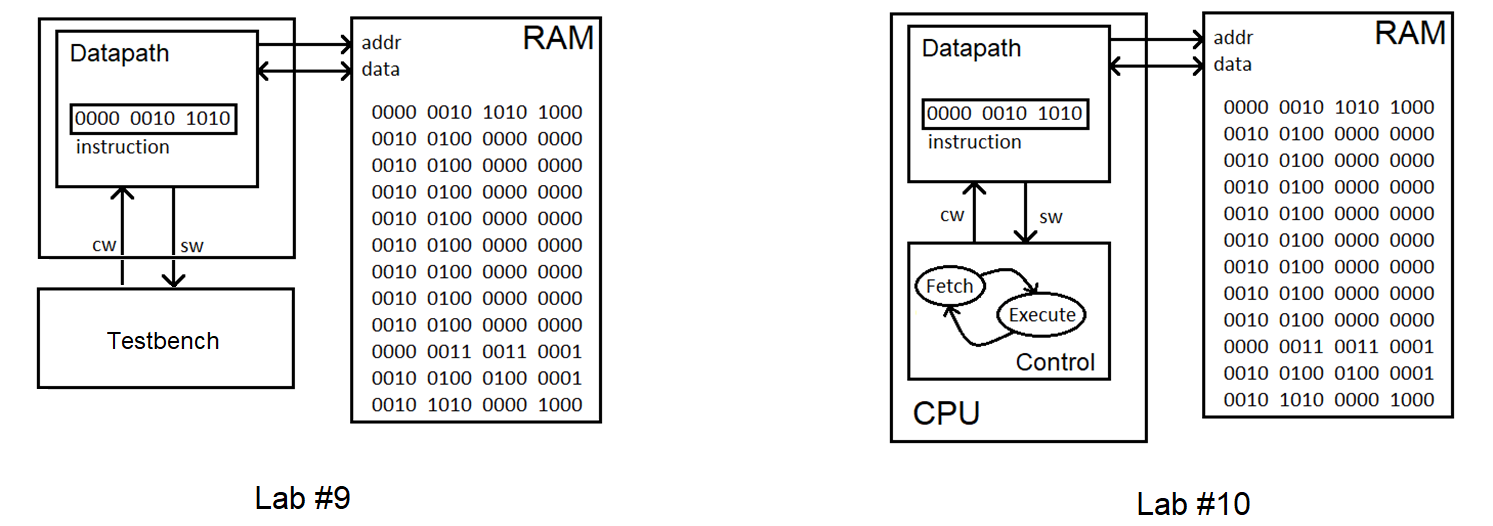 Datapath
0000 0010 1010
instruction
cw
sw
Testbench
RAM
addr
data
0000 0010 1010 1000
0010 0100 0000 0000
0010 0100 0000 0000
0010 0100 0000 0000
0010 0100 0000 0000
0010 0100 0000 0000
0010 0100 0000 0000
0010 0100 0000 0000
0010 0100 0000 0000
0000 0011 0011 0001
0010 0100 0100 0001
0010 1010 0000 1000
Lab #9
Datapath
0000 0010 1010
instruction
cw
sw
Fetch
Execute
Control
CPU
RAM
addr
data
0000 0010 1010 1000
0010 0100 0000 0000
0010 0100 0000 0000
0010 0100 0000 0000
0010 0100 0000 0000
0010 0100 0000 0000
0010 0100 0000 0000
0010 0100 0000 0000
0010 0100 0000 0000
0000 0011 0011 0001
0010 0100 0100 0001
0010 1010 0000 1000
Lab #10